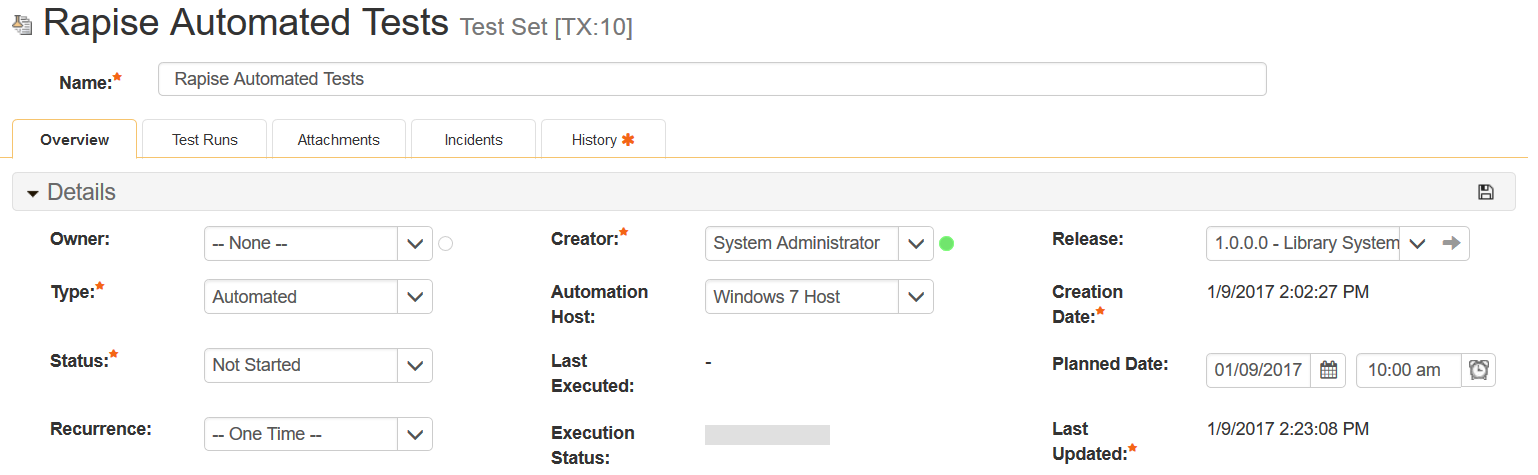 Rapise Automated Tests Test Set [TX:10]
Name:* Rapise Automated Tests
Overview Test Runs Attachments Incidents History *
Details
Owner: -- None -- Creator:* System Administrator Release: 1.0.0.0 - Library System
Type:* Automated Automation Host: Windows 7 Host Creation Date:* 1/9/2017 2:02:27 PM
Status:* Not Started Last Executed: - Planned Date: 01/09/2017 10:00 am
Recurrence: -- One Time -- Execution Status: Last Updated:* 1/9/2017 2:23:08 PM